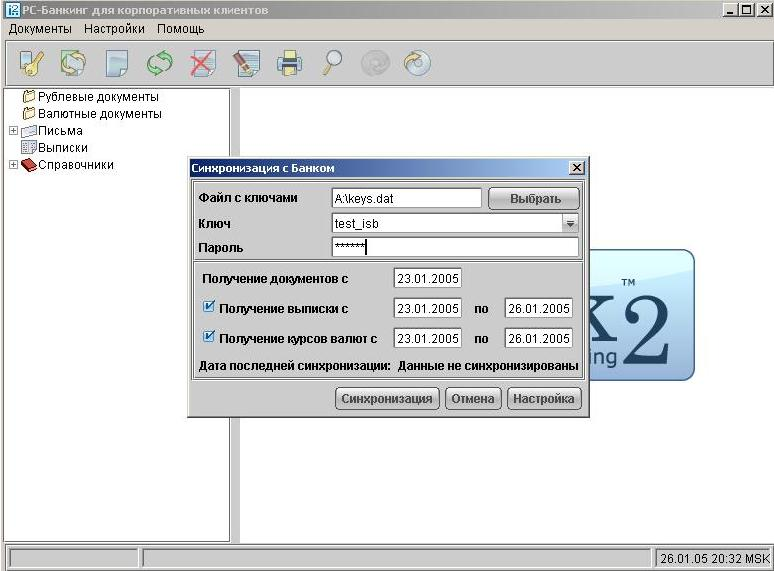 PC-Банкинг для корпоративных клиентов
Документы Настройки Помощь
Рублевые документы
Валютные документы
Письма
Выписки
Справочники
Синхронизация с Банком
Файл с ключами A:\keys.dat Выбрать
Ключ test_isb
Пароль ******
Получение документов с 23.01.2005
Получение выписки с 23.01.2005 по 26.01.2005
Получение курсов валют с 23.01.2005 по 26.01.2005
Дата последней синхронизации: Данные не синхронизированы
Синхронизация Отмена Настройка
TM
2
ing
26.01.05 20:32 MSK